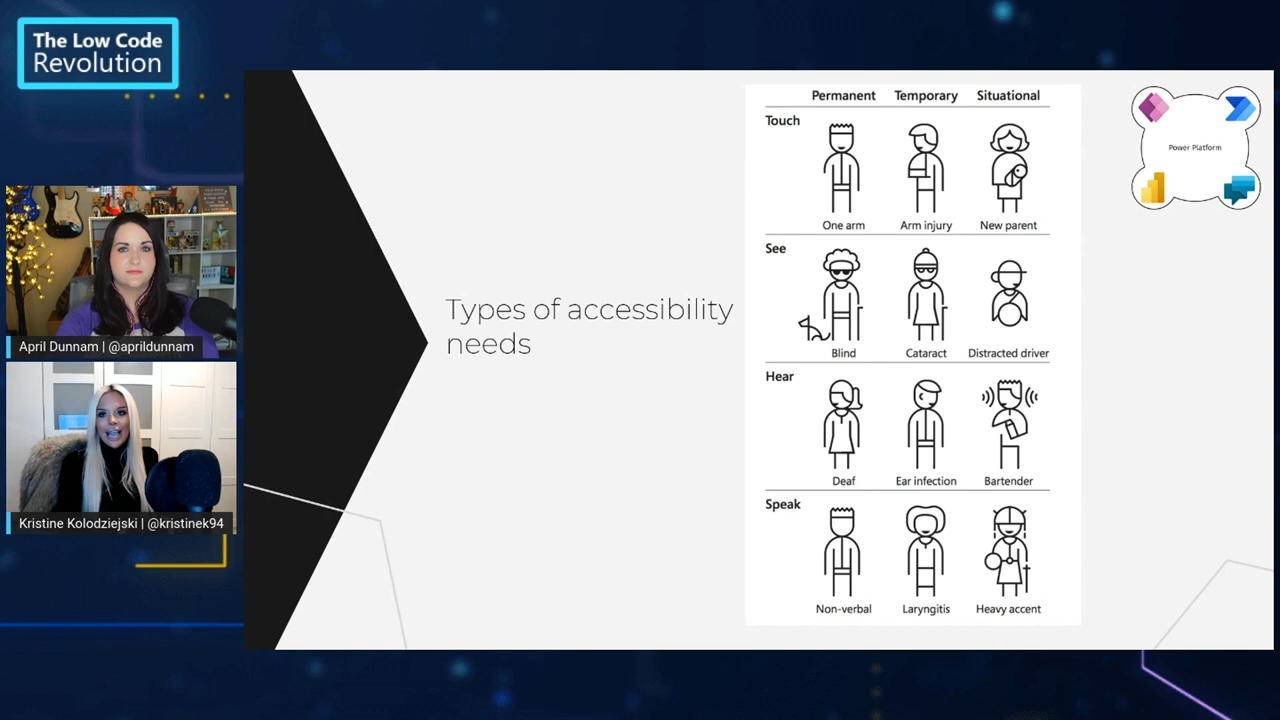 The Low Code
Revolution
April Dunnam | @aprildunnam
Kristine Kolodziejski | @kristinek94
Types of accessibility
needs
Permanent Temporary Situational
Touch
One arm Arm injury New parent
See
Blind Cataract Distracted driver
Hear
Deaf Ear infection Bartender
Speak
Non-verbal Laryngitis Heavy accent
Power Platform